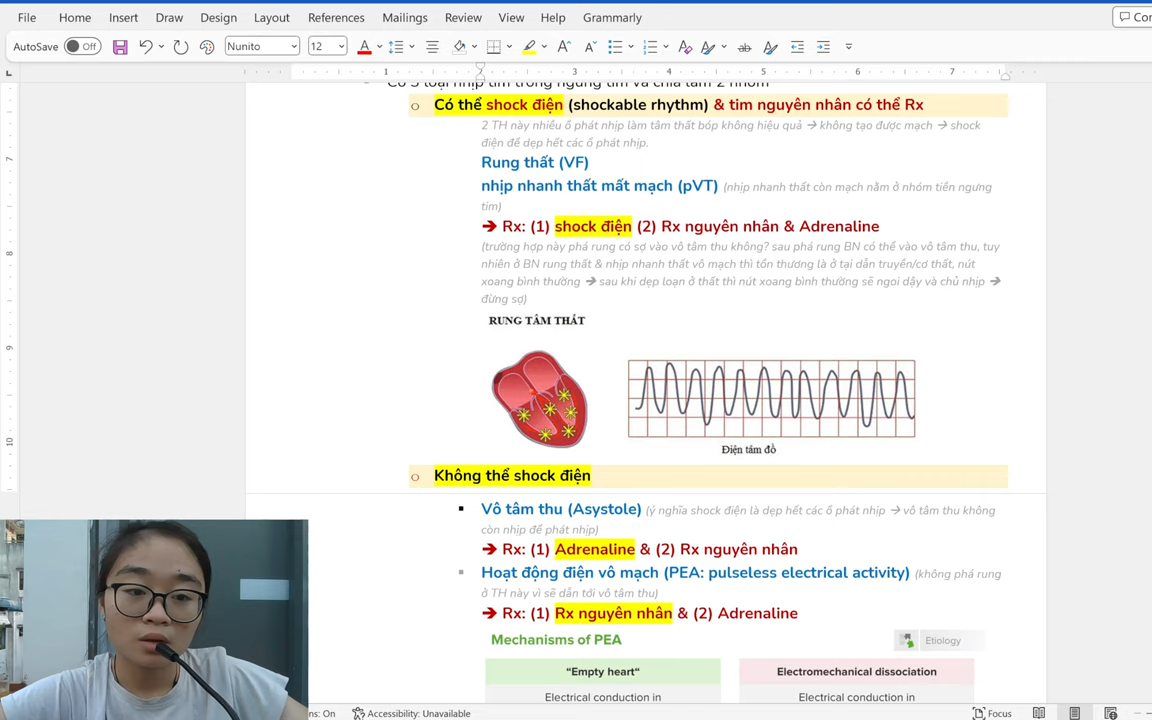 File Home Insert Draw Design Layout References Mailings Review View Help Grammarly
AutoSave Off Nunito 12
1 2 3 4 5 6 7
Có thể shock điện (shockable rhythm) & tim nguyên nhân có thể Rx
2 TH này nhiều ổ phát nhịp làm tâm thất bóp không hiệu quả → không tạo được mạch → shock
điện để dẹp hết các ổ phát nhịp.
Rung thất (VF)
nhịp nhanh thất mất mạch (pVT) (nhịp nhanh thất còn mạch nằm ở nhóm tiền ngưng
tim)
➔ Rx: (1) shock điện (2) Rx nguyên nhân & Adrenaline
(trường hợp này phá rung có sợ vào vô tâm thu không? sau phá rung BN có thể vào vô tâm thu, tuy
nhiên ở BN rung thất & nhịp nhanh thất vô mạch thì tổn thương là ở tại dẫn truyền/cơ thất, nút
xoang bình thường ➔ sau khi dẹp loạn ở thất thì nút xoang bình thường sẽ ngoi dậy và chủ nhịp ➔
đừng sợ)
RUNG TÂM THẤT
Điện tâm đồ
Không thể shock điện
Vô tâm thu (Asystole) (ý nghĩa shock điện là dẹp hết các ổ phát nhịp → vô tâm thu không
còn nhịp để phát nhịp)
➔ Rx: (1) Adrenaline & (2) Rx nguyên nhân
Hoạt động điện vô mạch (PEA: pulseless electrical activity) (không phá rung
ở TH này vì sẽ dẫn tới vô tâm thu)
➔ Rx: (1) Rx nguyên nhân & (2) Adrenaline
Mechanisms of PEA Etiology
“Empty heart“ Electromechanical dissociation
Electrical conduction in Electrical conduction in
Accessibility: Unavailable Focus